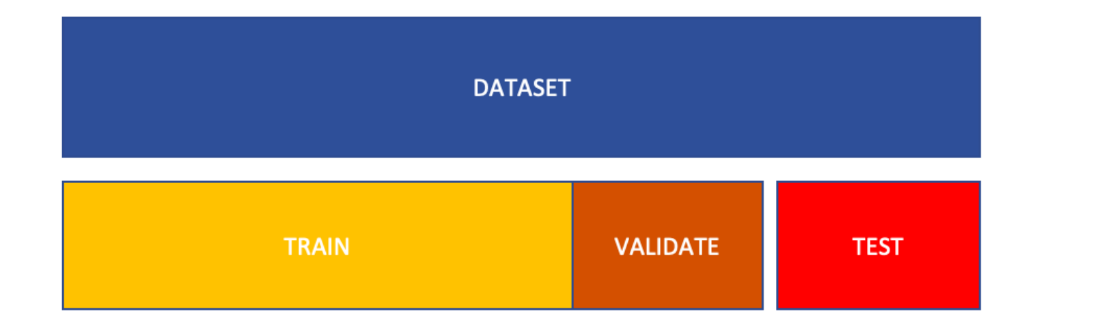 DATASET
TRAIN
VALIDATE
TEST